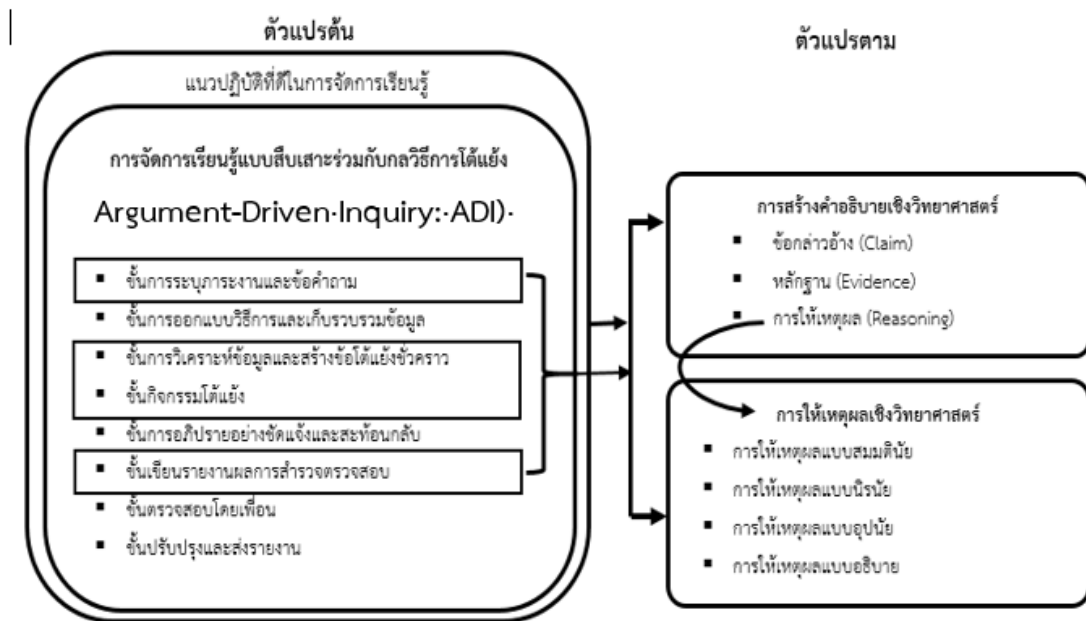 ตัวแปรต้น
แนวปฏิบัติที่ดีในการจัดการเรียนรู้
การจัดการเรียนรู้แบบสืบเสาะร่วมกับกลวิธีการโต้แย้ง
Argument-Driven·Inquiry:·ADI)·
▪ ขั้นการระบุภาระงานและข้อคำถาม
▪ ขั้นการออกแบบวิธีการและเก็บรวบรวมข้อมูล
▪ ขั้นการวิเคราะห์ข้อมูลและสร้างข้อโต้แย้งชั่วคราว
▪ ขั้นกิจกรรมโต้แย้ง
▪ ขั้นการอภิปรายอย่างชัดแจ้งและสะท้อนกลับ
▪ ขั้นเขียนรายงานผลการสำรวจตรวจสอบ
▪ ขั้นตรวจสอบโดยเพื่อน
▪ ขั้นปรับปรุงและส่งรายงาน
ตัวแปรตาม
การสร้างคำอธิบายเชิงวิทยาศาสตร์
▪ ข้อกล่าวอ้าง (Claim)
▪ หลักฐาน (Evidence)
▪ การให้เหตุผล (Reasoning)
การให้เหตุผลเชิงวิทยาศาสตร์
▪ การให้เหตุผลแบบสมมตินัย
▪ การให้เหตุผลแบบนิรนัย
▪ การให้เหตุผลแบบอุปนัย
▪ การให้เหตุผลแบบอธิบาย